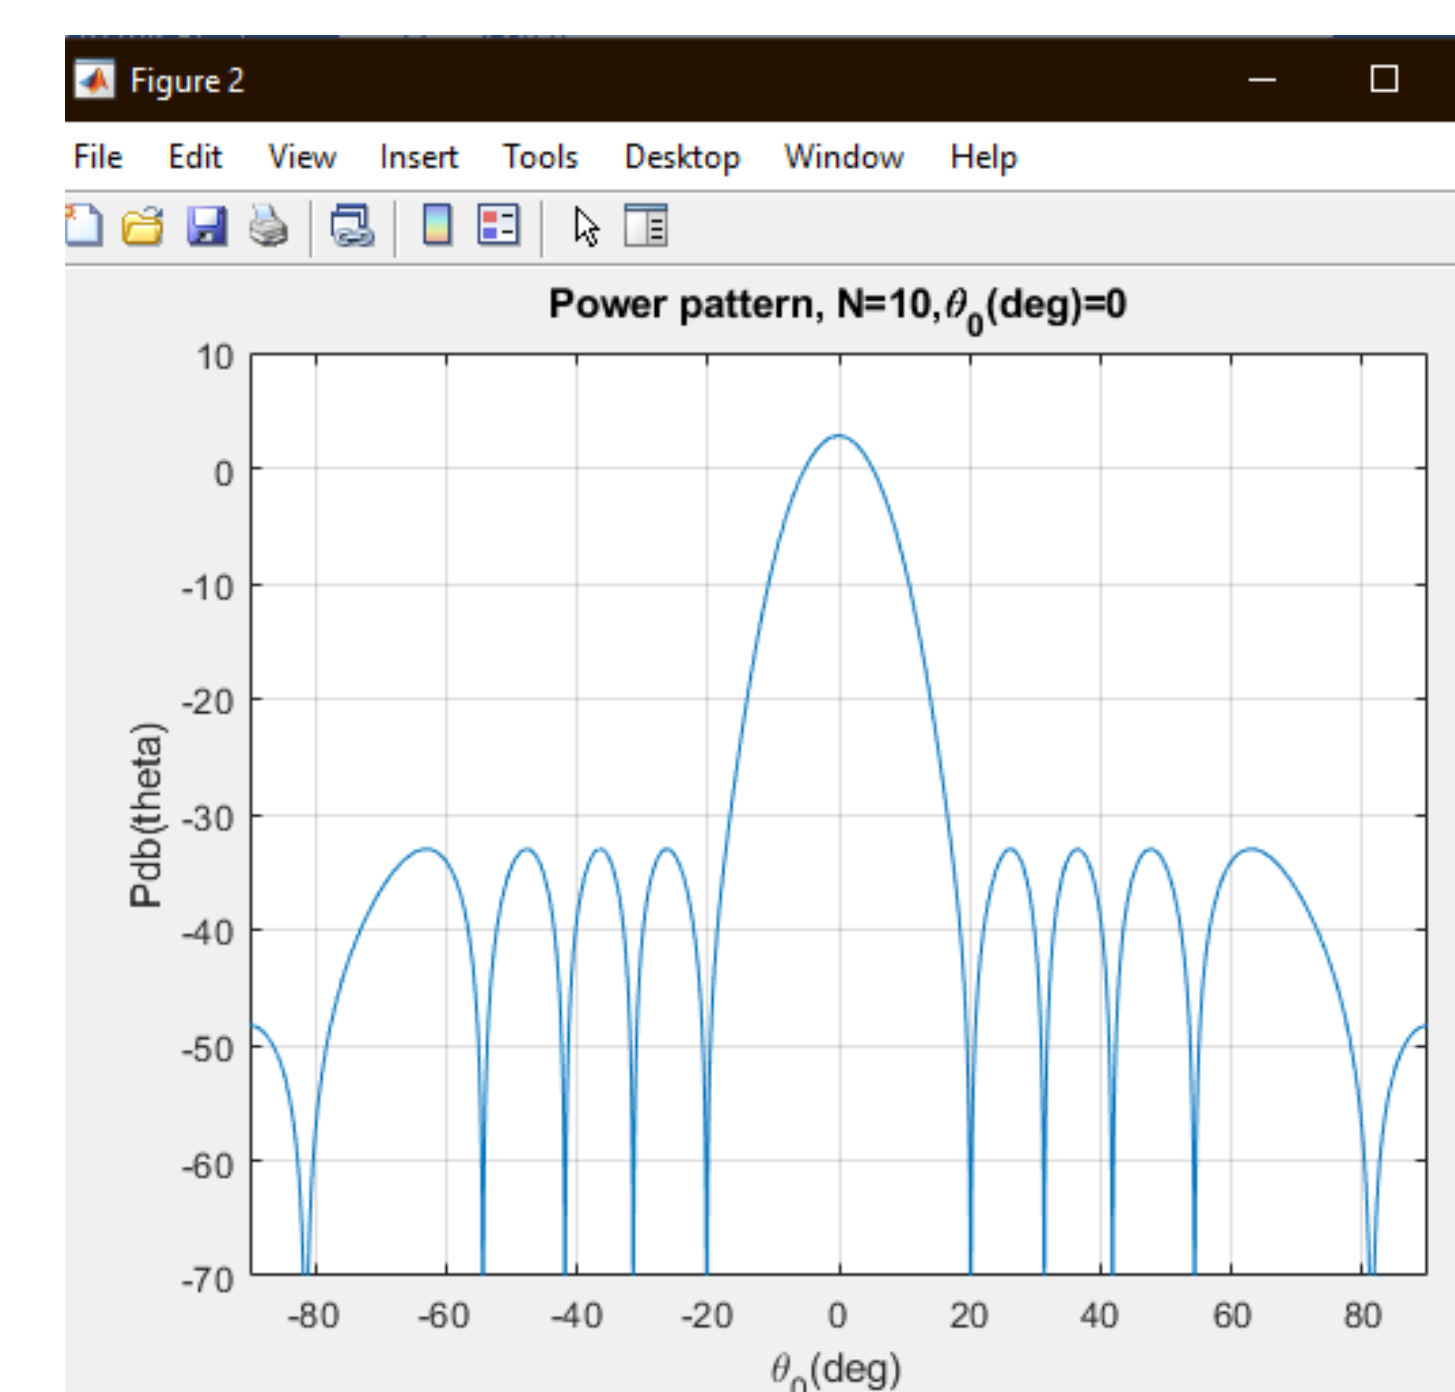 Figure 2
File Edit View Insert Tools Desktop Window Help
Power pattern, N=10,θ0(deg)=0
10
0
-10
-20
-30
-40
-50
-60
-70
Pdb(theta)
-80 -60 -40 -20 0 20 40 60 80
θ0(deg)